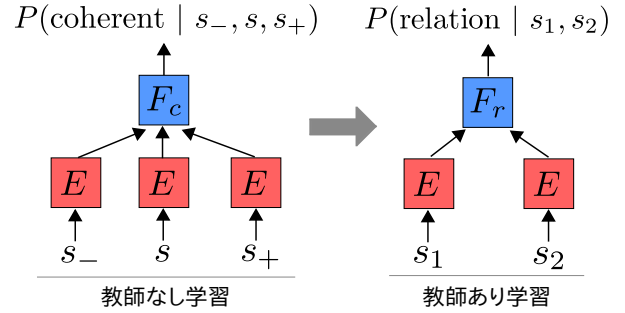 P(coherent | s₋, s, s₊)
F_c
E E E
s₋ s s₊
教師なし学習
P(relation | s₁, s₂)
F_r
E E
s₁ s₂
教師あり学習